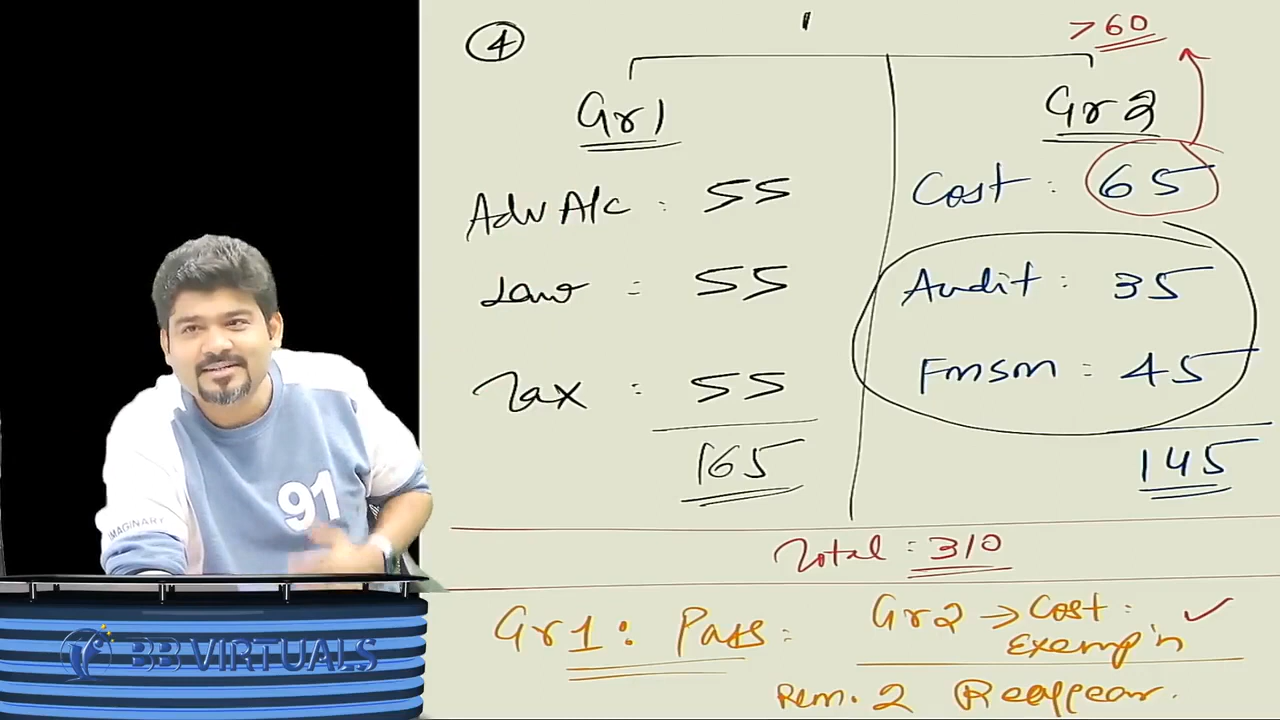 4
>60
Gr1
Gr2
Adv A/c : 55
Cost : 65
Law : 55
Audit : 35
Tax : 55
Fmsm : 45
165
145
Total : 310
Gr1 : Pass :
Gr2 → Cost : ✓
Exemp'n
Rem. 2 Reappear.
91
IMAGINARY
BB VIRTUALS